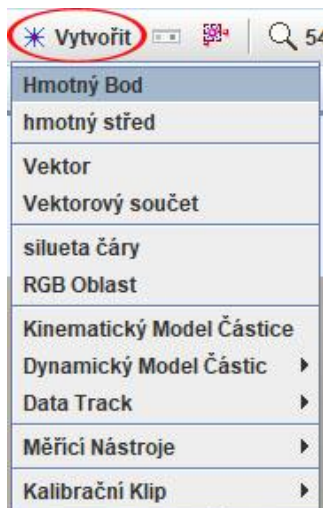 Vytvořit 54
Hmotný Bod
hmotný střed
Vektor
Vektorový součet
silueta čáry
RGB Oblast
Kinematický Model Částice
Dynamický Model Částic
Data Track
Měřící Nástroje
Kalibrační Klip